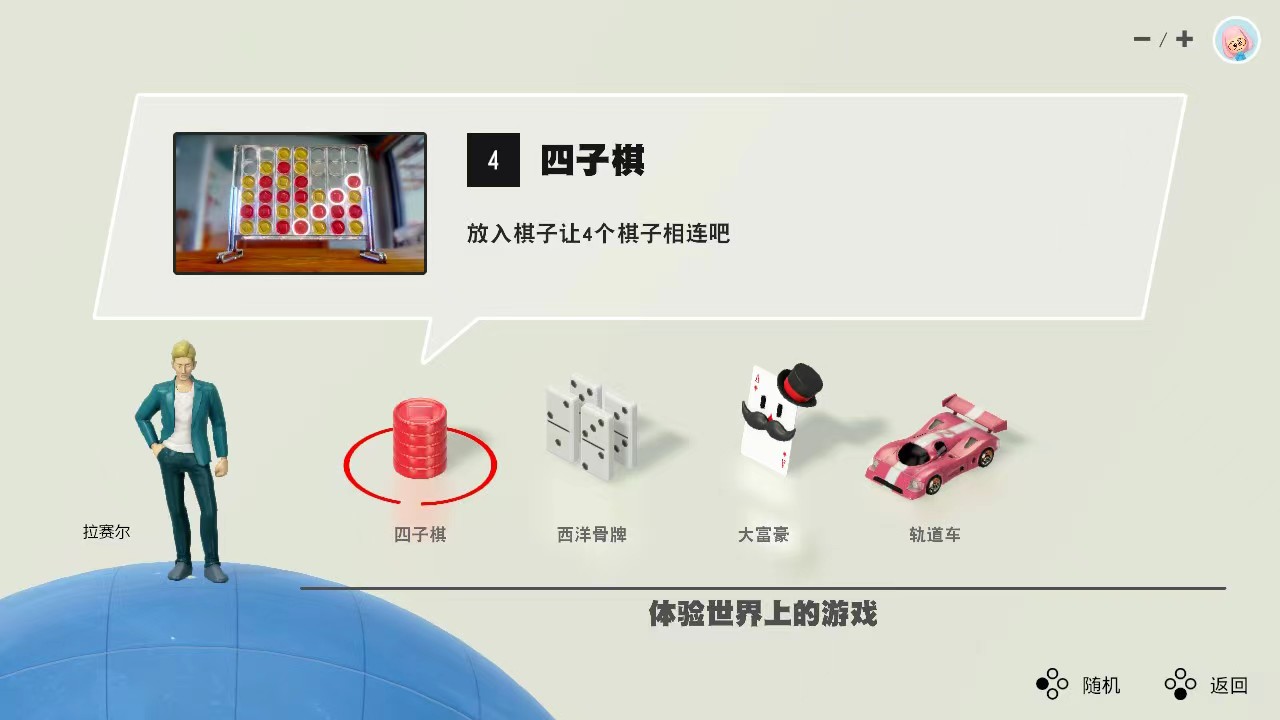 − / +
4
四子棋
放入棋子让4个棋子相连吧
拉赛尔
四子棋
西洋骨牌
大富豪
轨道车
体验世界上的游戏
随机
返回